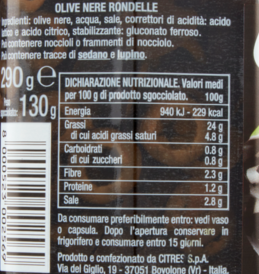 OLIVE NERE RONDELLE
Ingredienti: olive nere, acqua, sale, correttori di acidità: acido
lattico e acido citrico, stabilizzante: gluconato ferroso.
Può contenere noccioli o frammenti di nocciolo.
Può contenere tracce di sedano e lupino.
290 g e
130 g
DICHIARAZIONE NUTRIZIONALE. Valori medi
per 100 g di prodotto sgocciolato. 100g
Energia 940 kJ - 229 kcal
Grassi 24 g
di cui acidi grassi saturi 4.8 g
Carboidrati 0.8 g
di cui zuccheri 0.8 g
Fibre 2.3 g
Proteine 1.2 g
Sale 2.8 g
Da consumare preferibilmente entro: vedi vaso
o capsula. Dopo l'apertura conservare in
frigorifero e consumare entro 15 giorni.
Prodotto e confezionato da CITRES S.p.A.
Via del Giglio, 19 - 37051 Bovolone (Vr) - Italia.